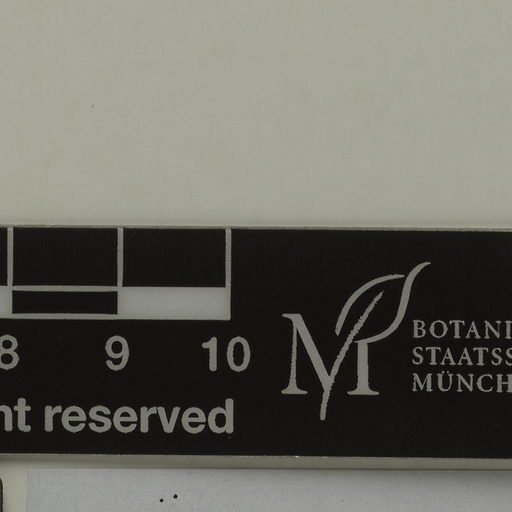 8 9 10
nt reserved
M
BOTANI
STAATSS
MÜNCH